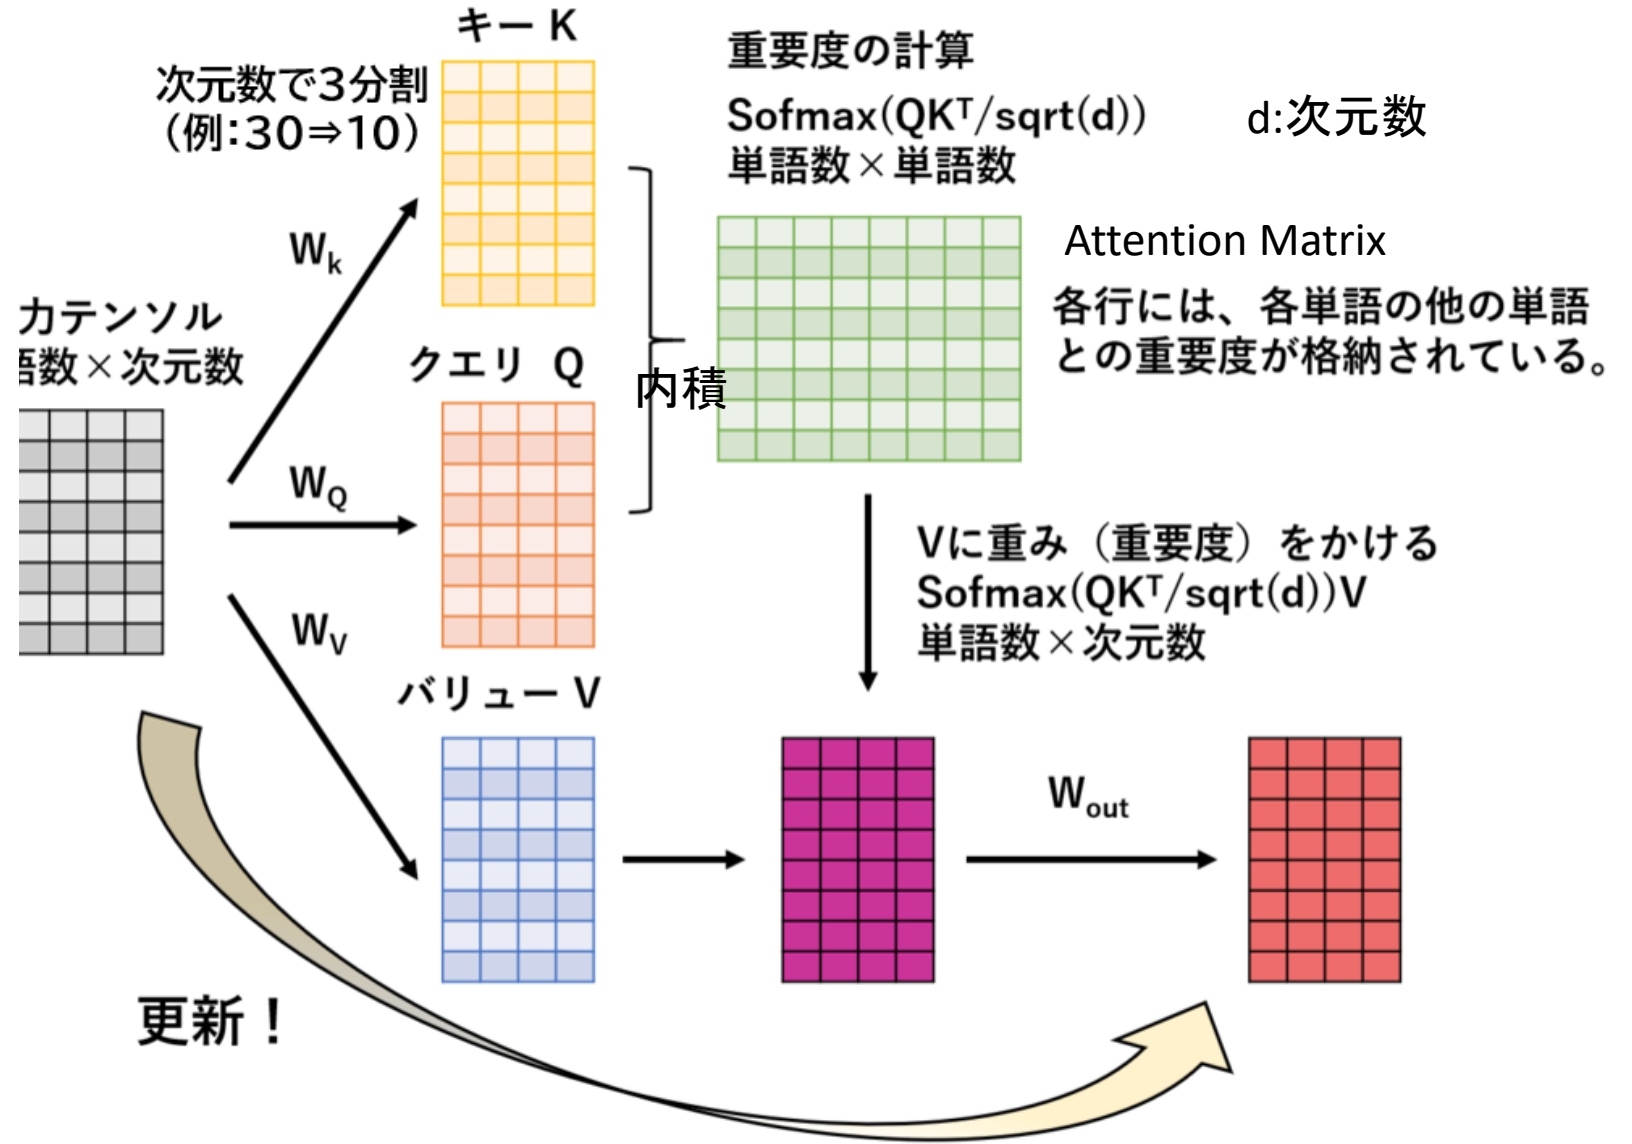 キー K
次元数で３分割
（例：30⇒10）
Wk
力テンソル
語数×次元数
クエリ Q
WQ
WV
バリュー V
内積
重要度の計算
Sofmax(QKᵀ/sqrt(d))
単語数×単語数
d:次元数
Attention Matrix
各行には、各単語の他の単語
との重要度が格納されている。
Vに重み（重要度）をかける
Sofmax(QKᵀ/sqrt(d))V
単語数×次元数
Wout
更新！